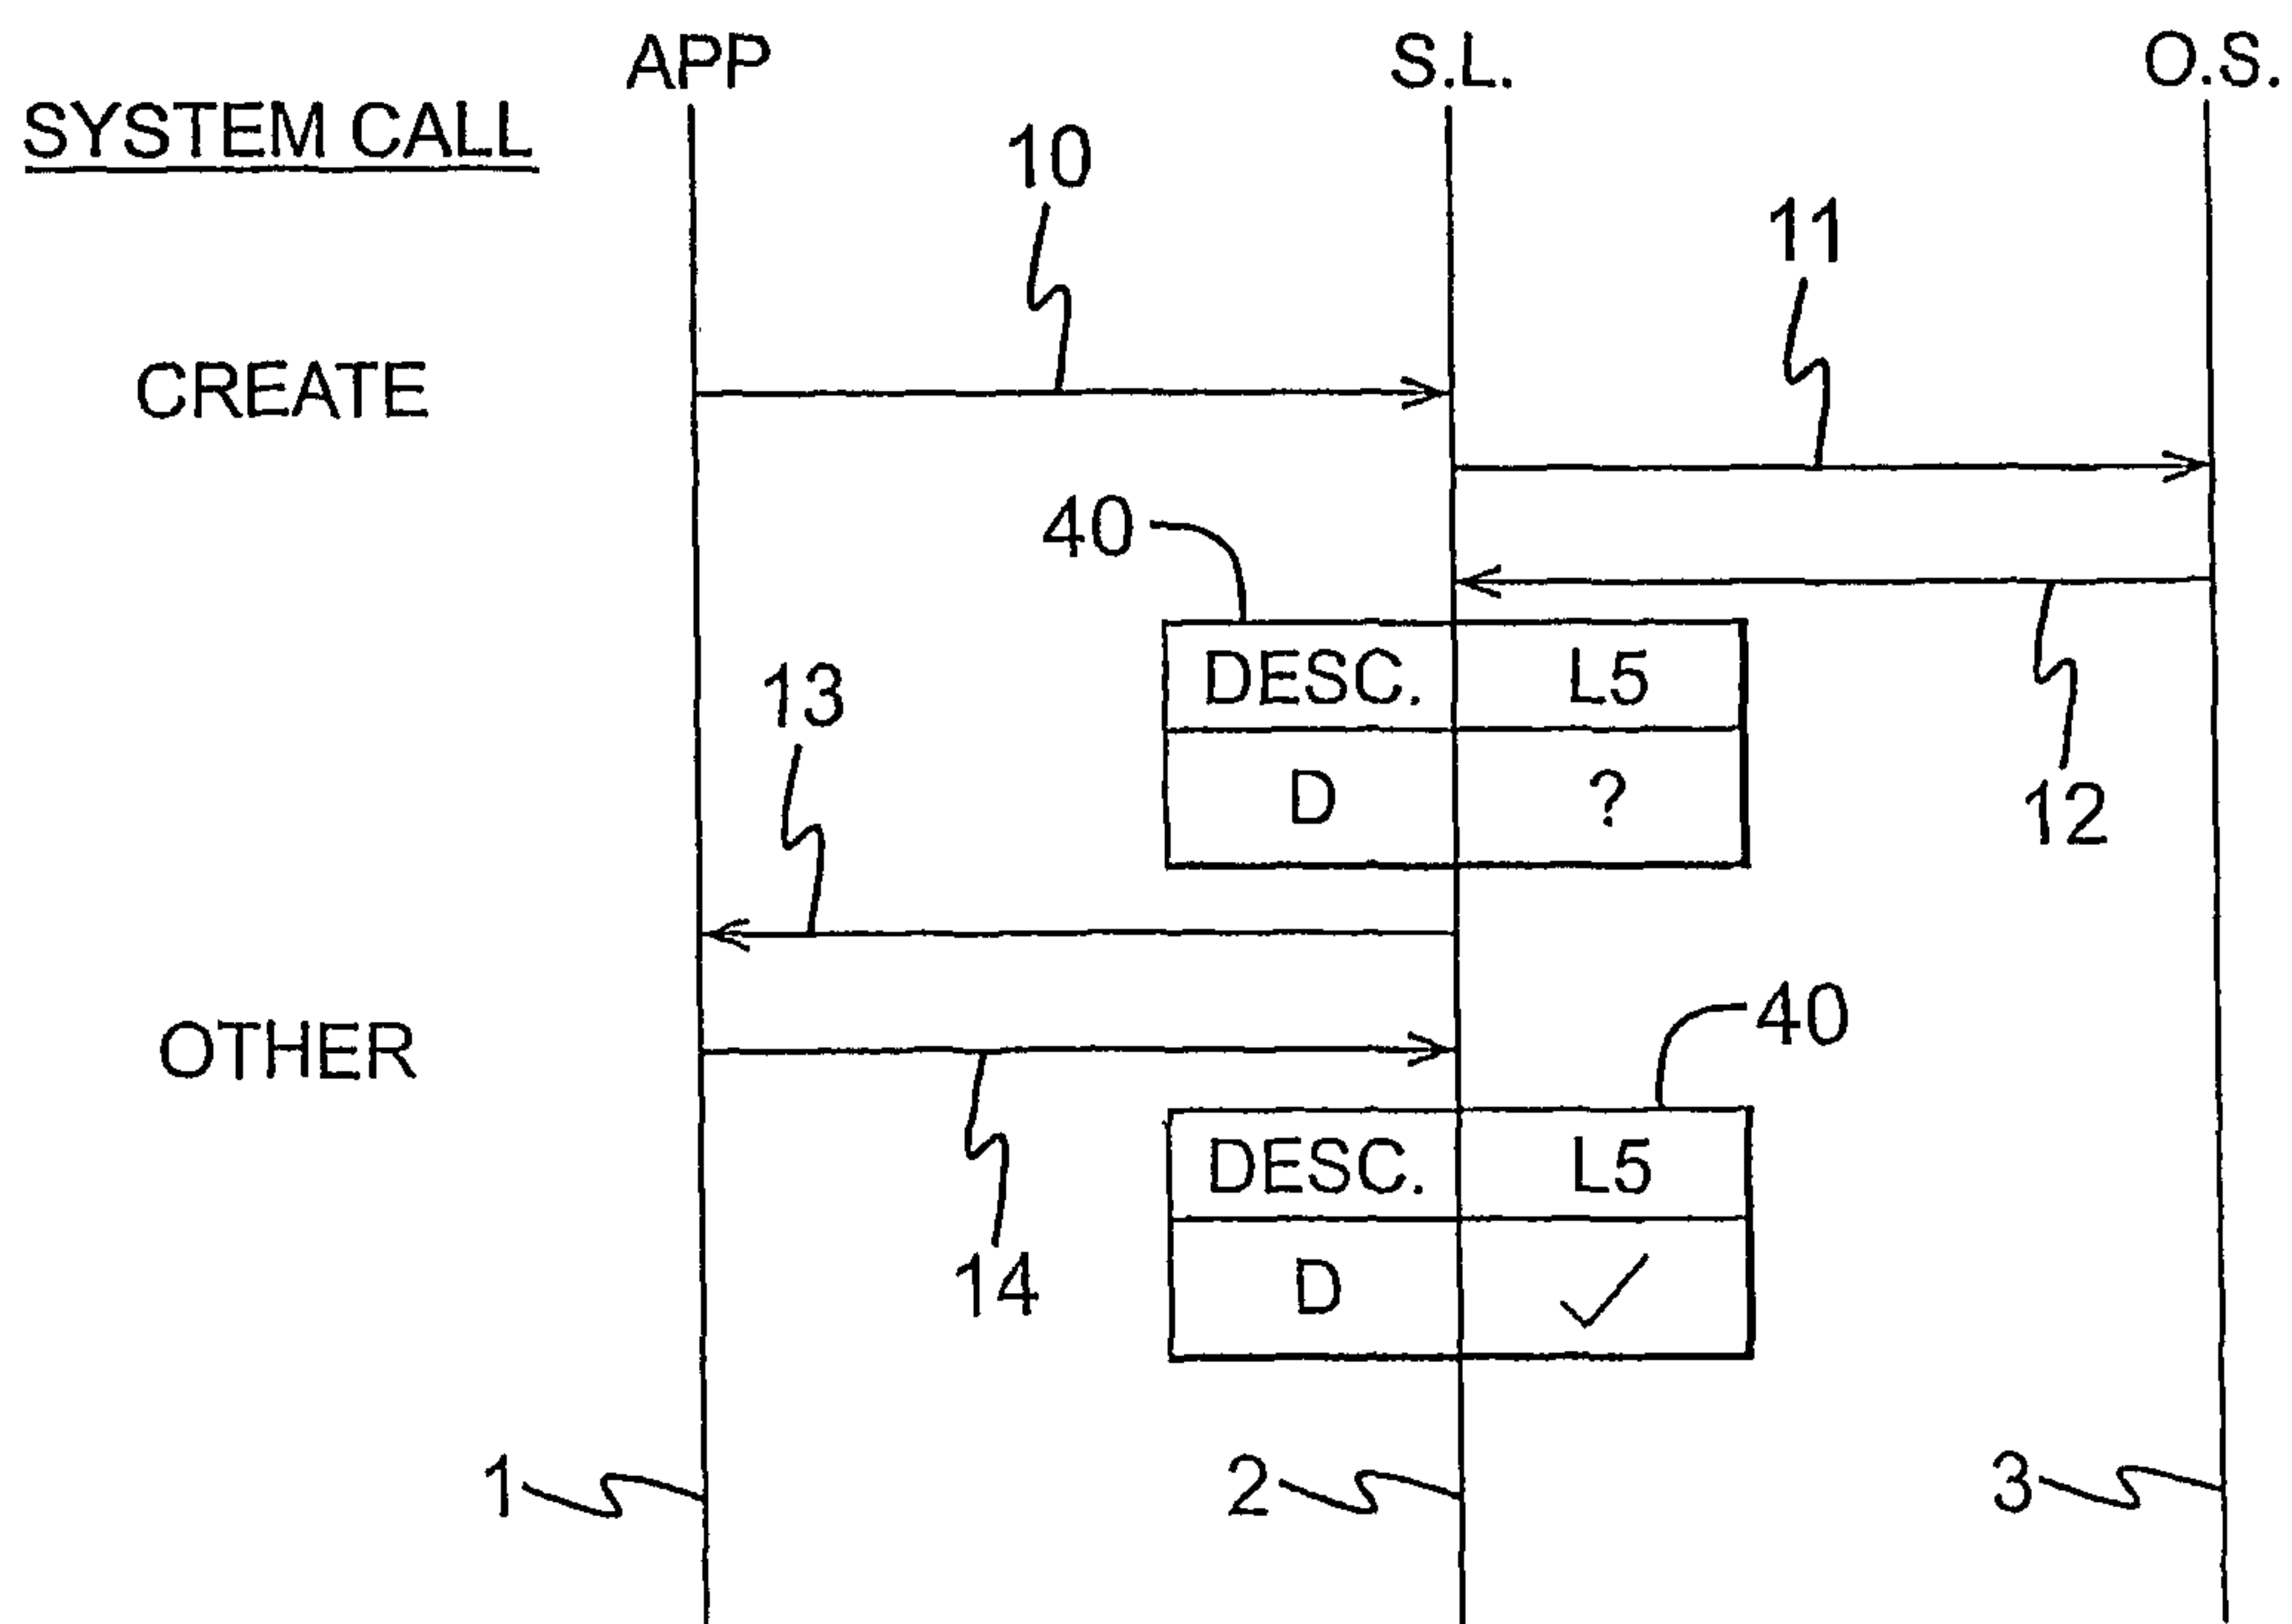 APP S.L. O.S.
SYSTEM CALL
10
11
CREATE
40
DESC. L5
13
D ?
12
OTHER
40
DESC. L5
14
D ✓
1 2 3